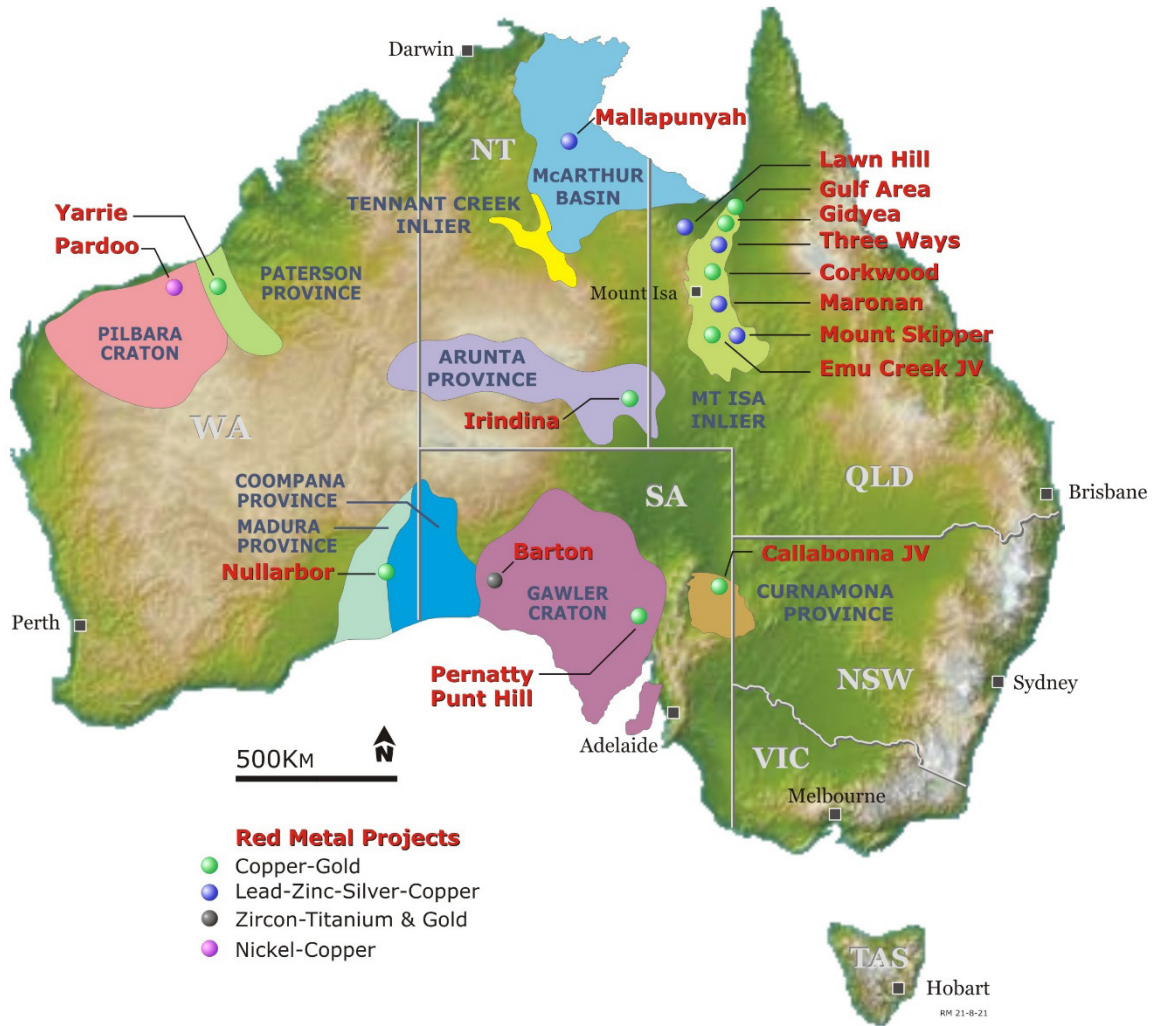 Darwin
Mallapunyah
NT
McARTHUR
BASIN
Lawn Hill
Gulf Area
Gidyea
Three Ways
Corkwood
Maronan
Mount Skipper
Emu Creek JV
TENNANT CREEK
INLIER
Yarrie
Pardoo
PATERSON
PROVINCE
Mount Isa
PILBARA
CRATON
ARUNTA
PROVINCE
Irindina
MT ISA
INLIER
WA
QLD
COOMPANA
PROVINCE
SA
Brisbane
MADURA
PROVINCE
Nullarbor
Barton
GAWLER
CRATON
Callabonna JV
CURNAMONA
PROVINCE
Perth
Pernatty
Punt Hill
NSW
Sydney
Adelaide
VIC
Melbourne
500KM
N
Red Metal Projects
Copper-Gold
Lead-Zinc-Silver-Copper
Zircon-Titanium & Gold
Nickel-Copper
TAS
Hobart
RM 21-8-21